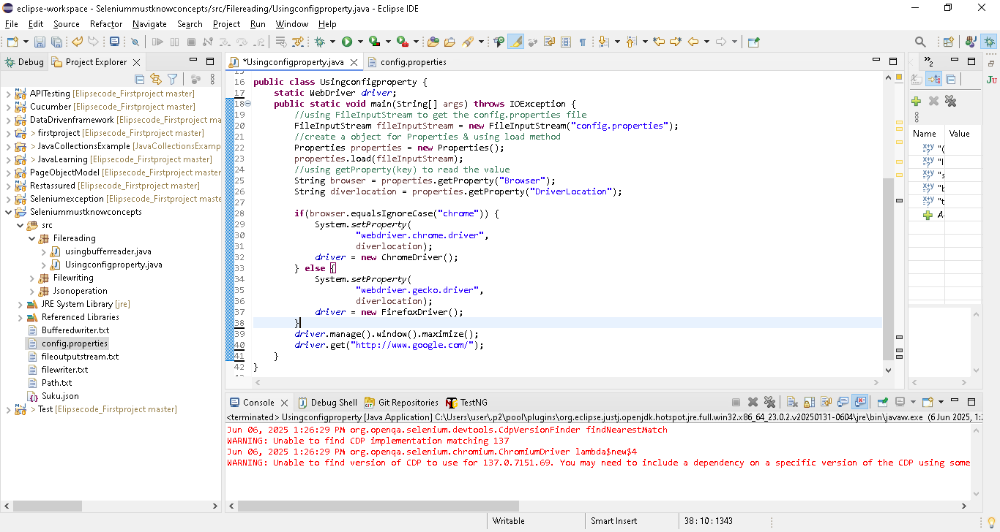 eclipse-workspace - Seleniummustknowconcepts/src/Filereading/Usingconfigproperty.java - Eclipse IDE
File Edit Source Refactor Navigate Search Project Run Window Help
Debug Project Explorer
APITesting [Elipsecode_Firstproject master]
Cucumber [Elipsecode_Firstproject master]
DataDrivenframework [Elipsecode_Firstproject ma
> firstproject [Elipsecode_Firstproject master]
> JavaCollectionsExample [JavaCollectionsExamp
> JavaLearning [Elipsecode_Firstproject master]
PageObjectModel [Elipsecode_Firstproject master
Restassured [Elipsecode_Firstproject master]
Seleniumexception [Elipsecode_Firstproject maste
Seleniummustknowconcepts
src
Filereading
usingbufferreader.java
Usingconfigproperty.java
Filewriting
Jsonoperation
JRE System Library [jre]
Referenced Libraries
Bufferedwriter.txt
config.properties
fileoutputstream.txt
filewriter.txt
Path.txt
Suku.json
> Test [Elipsecode_Firstproject master]
*Usingconfigproperty.java config.properties
16 public class Usingconfigproperty {
17 static WebDriver driver;
18 public static void main(String[] args) throws IOException {
19 //using FileInputStream to get the config.properties file
20 FileInputStream fileInputStream = new FileInputStream("config.properties");
21 //create a object for Properties & using load method
22 Properties properties = new Properties();
23 properties.load(fileInputStream);
24 //using getProperty(key) to read the value
25 String browser = properties.getProperty("Browser");
26 String diverlocation = properties.getProperty("DriverLocation");
27
28 if(browser.equalsIgnoreCase("chrome")) {
29 System.setProperty(
30 "webdriver.chrome.driver",
31 diverlocation);
32 driver = new ChromeDriver();
33 } else {
34 System.setProperty(
35 "webdriver.gecko.driver",
36 diverlocation);
37 driver = new FirefoxDriver();
38 }
39 driver.manage().window().maximize();
40 driver.get("http://www.google.com/");
41 }
42 }
2
Name Value
x+y =? "(
x+y =? "l
x+y =? "s
x+y =? "b
x+y =? "t
Console Debug Shell Git Repositories TestNG
<terminated> Usingconfigproperty [Java Application] C:\Users\user\.p2\pool\plugins\org.eclipse.justj.openjdk.hotspot.jre.full.win32.x86_64_23.0.2.v20250131-0604\jre\bin\javaw.exe (6 Jun 2025, 1:2
Jun 06, 2025 1:26:29 PM org.openqa.selenium.devtools.CdpVersionFinder findNearestMatch
WARNING: Unable to find CDP implementation matching 137
Jun 06, 2025 1:26:29 PM org.openqa.selenium.chromium.ChromiumDriver lambda$new$4
WARNING: Unable to find version of CDP to use for 137.0.7151.69. You may need to include a dependency on a specific version of the CDP using some
Writable Smart Insert 38 : 10 : 1343